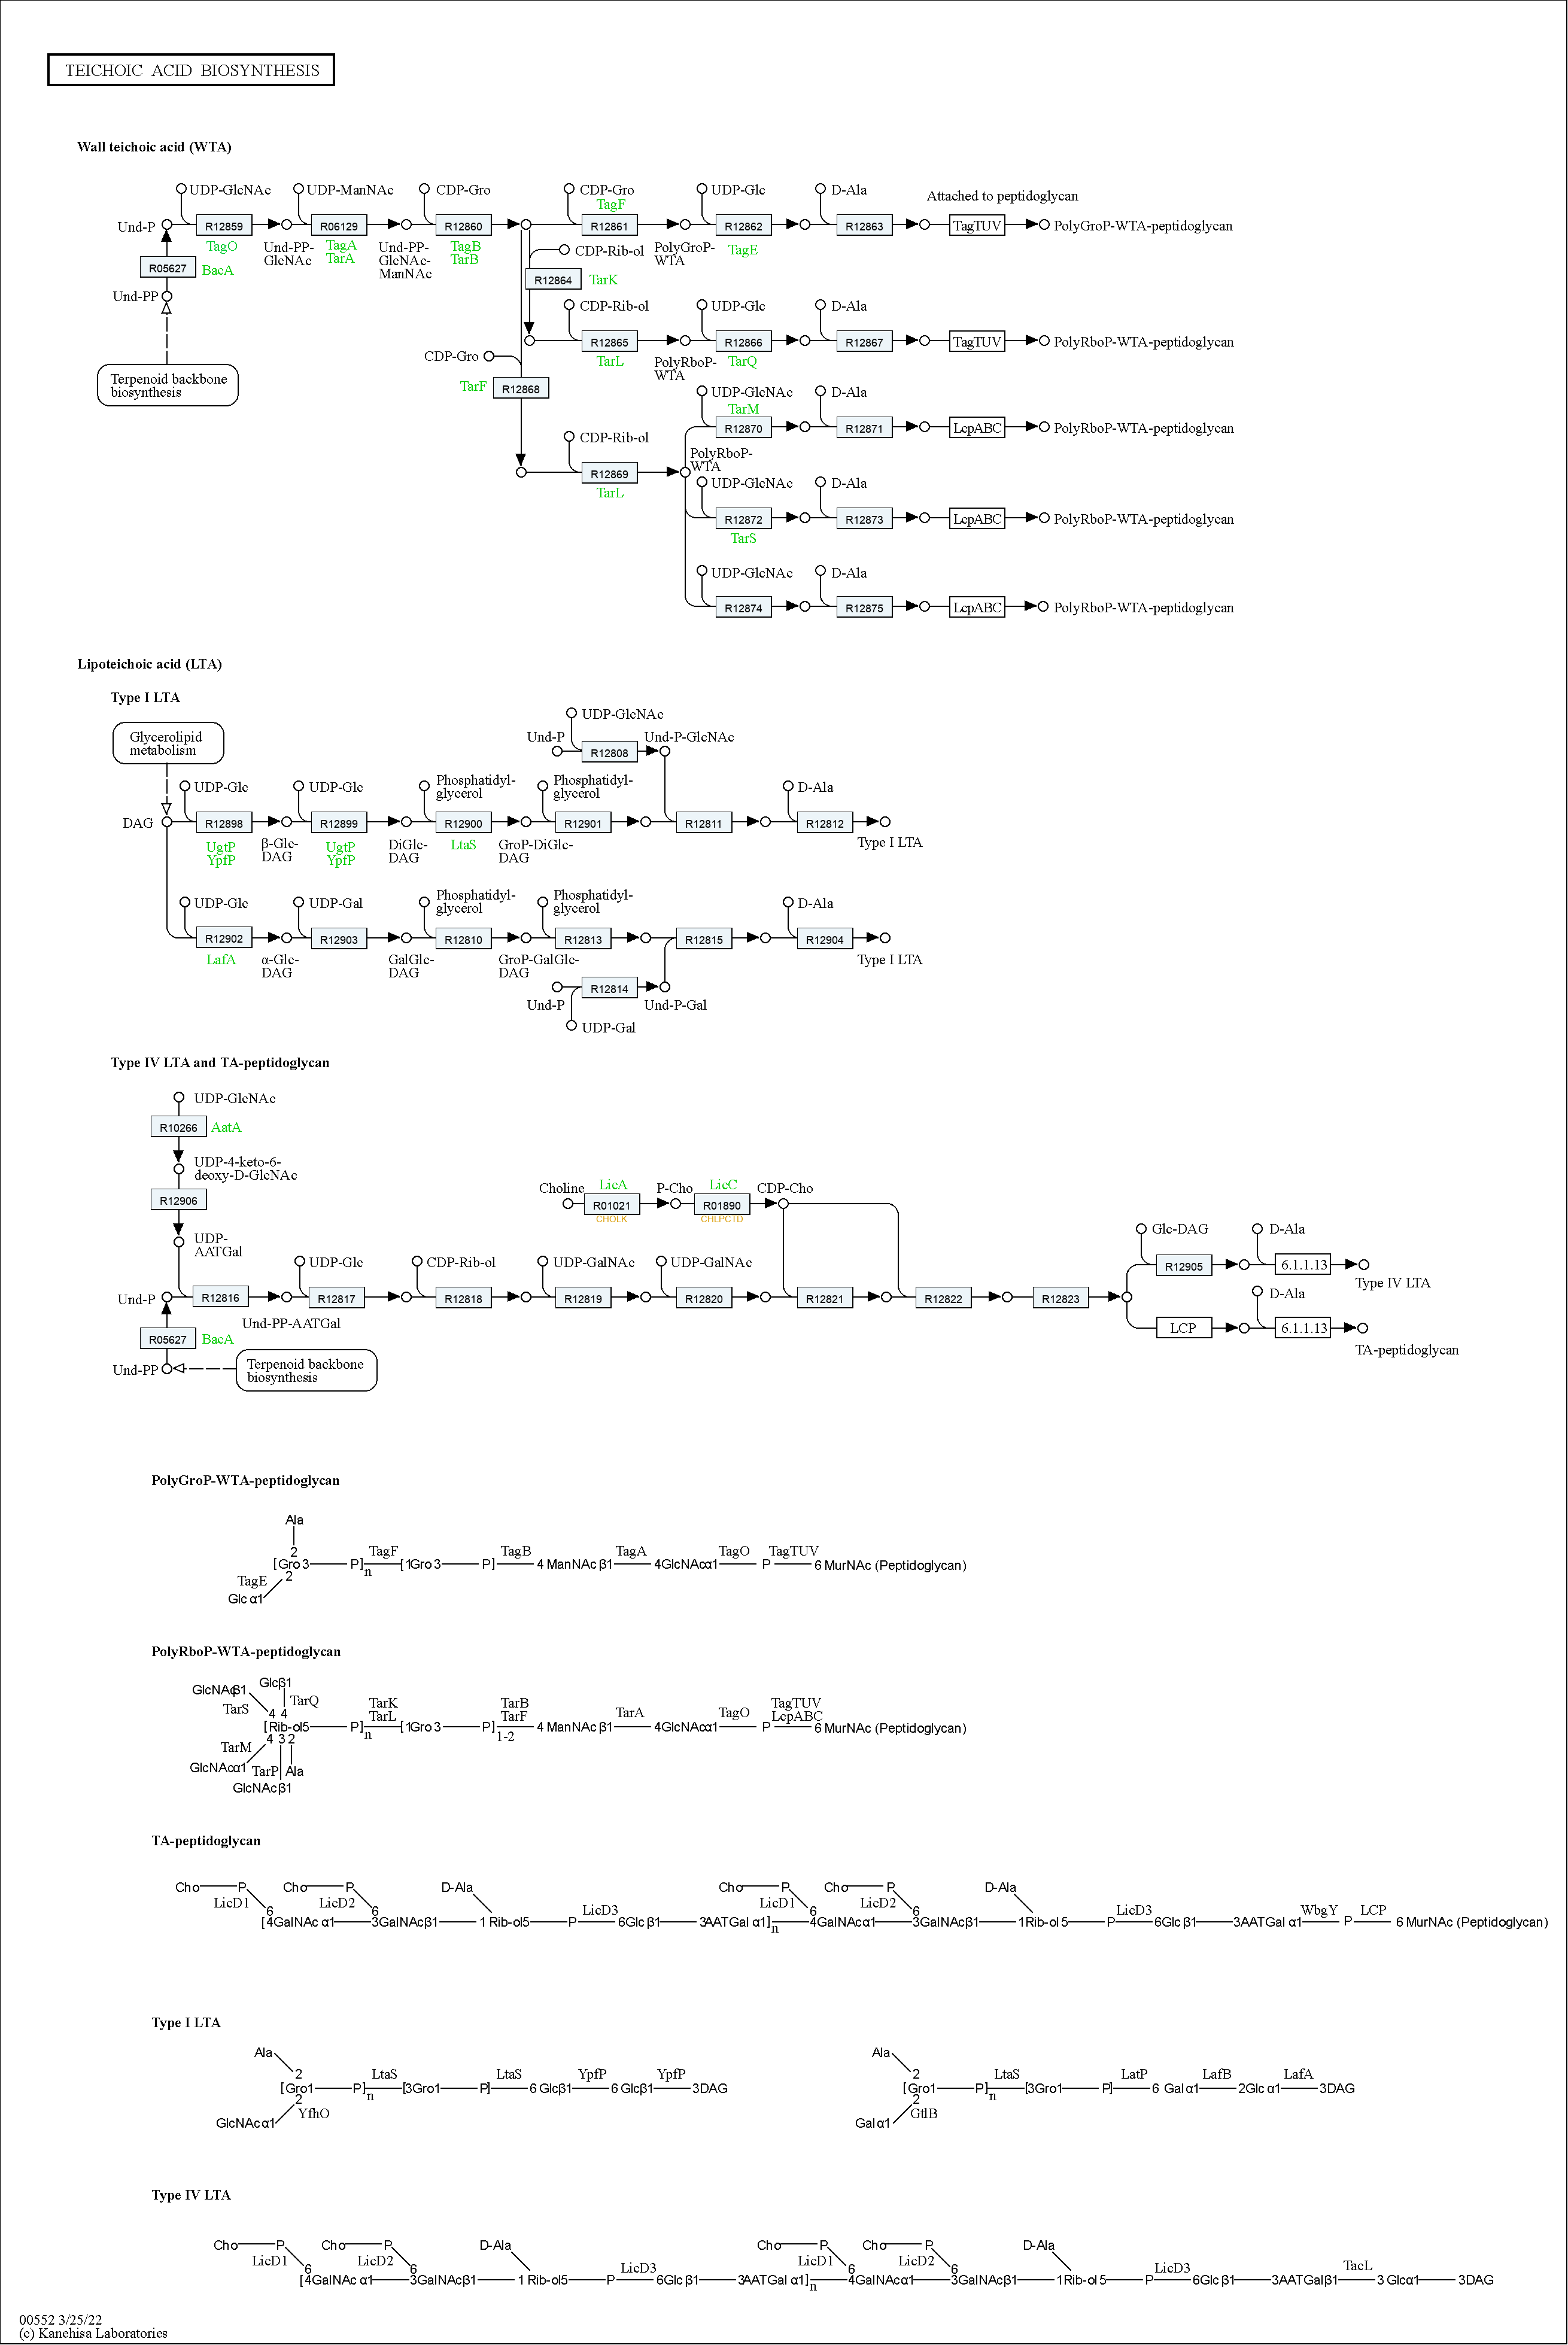 TEICHOIC ACID BIOSYNTHESIS
Wall teichoic acid (WTA)
UDP-GlcNAc
UDP-ManNAc
CDP-Gro
CDP-Gro
UDP-Glc
D-Ala
Attached to peptidoglycan
TagF
Und-P
R12859
R06129
R12860
R12861
R12862
R12863
TagTUV
PolyGroP-WTA-peptidoglycan
TagO
Und-PP-
GlcNAc
TagA
TarA
Und-PP-
GlcNAc-
ManNAc
TagB
TarB
CDP-Rib-ol
PolyGroP-
WTA
TagE
R05627
BacA
R12864
TarK
Und-PP
CDP-Rib-ol
UDP-Glc
D-Ala
R12865
R12866
R12867
TagTUV
PolyRboP-WTA-peptidoglycan
CDP-Gro
TarL
PolyRboP-
WTA
TarQ
Terpenoid backbone
biosynthesis
TarF
R12868
UDP-GlcNAc
D-Ala
TarM
R12870
R12871
LcpABC
PolyRboP-WTA-peptidoglycan
CDP-Rib-ol
PolyRboP-
WTA
R12869
TarL
UDP-GlcNAc
D-Ala
R12872
R12873
LcpABC
PolyRboP-WTA-peptidoglycan
TarS
UDP-GlcNAc
D-Ala
R12874
R12875
LcpABC
PolyRboP-WTA-peptidoglycan
Lipoteichoic acid (LTA)
Type I LTA
Glycerolipid
metabolism
UDP-GlcNAc
Und-P
R12808
Und-P-GlcNAc
UDP-Glc
UDP-Glc
Phosphatidyl-
glycerol
Phosphatidyl-
glycerol
D-Ala
DAG
R12898
R12899
R12900
R12901
R12811
R12812
UgtP
YpfP
β-Glc-
DAG
UgtP
YpfP
DiGlc-
DAG
LtaS
GroP-DiGlc-
DAG
Type I LTA
UDP-Glc
UDP-Gal
Phosphatidyl-
glycerol
Phosphatidyl-
glycerol
D-Ala
R12902
R12903
R12810
R12813
R12815
R12904
LafA
α-Glc-
DAG
GalGlc-
DAG
GroP-GalGlc-
DAG
Type I LTA
R12814
Und-P
Und-P-Gal
UDP-Gal
Type IV LTA and TA-peptidoglycan
UDP-GlcNAc
R10266
AatA
UDP-4-keto-6-
deoxy-D-GlcNAc
R12906
Choline
LicA
R01021
CHOLK
P-Cho
LicC
R01890
CHLPCTD
CDP-Cho
UDP-
AATGal
UDP-Glc
CDP-Rib-ol
UDP-GalNAc
UDP-GalNAc
Glc-DAG
D-Ala
R12905
6.1.1.13
Type IV LTA
Und-P
R12816
R12817
R12818
R12819
R12820
R12821
R12822
R12823
D-Ala
Und-PP-AATGal
LCP
6.1.1.13
TA-peptidoglycan
R05627
BacA
Und-PP
Terpenoid backbone
biosynthesis
PolyGroP-WTA-peptidoglycan
Ala
2
[Gro 3 P]n TagF [1Gro 3 P] TagB 4 ManNAc β1 TagA 4GlcNAcα1 TagO P TagTUV 6 MurNAc (Peptidoglycan)
2
TagE
Glc α1
PolyRboP-WTA-peptidoglycan
GlcNAcβ1 Glcβ1
TarS TarQ
4 4
[Rib-ol5 P]n TarK TarL [1Gro 3 P]1-2 TarB TarF 4 ManNAc β1 TarA 4GlcNAcα1 TagO P TagTUV LcpABC 6 MurNAc (Peptidoglycan)
4 3 2
TarM
GlcNAcα1 TarP Ala
GlcNAcβ1
TA-peptidoglycan
Cho P Cho P D-Ala Cho P Cho P D-Ala
LicD1 LicD2 LicD3 LicD1 LicD2 LicD3 WbgY LCP
6 6 6 6
[4GalNAc α1 3GalNAcβ1 1 Rib-ol5 P 6Glc β1 3AATGal α1]n 4GalNAcα1 3GalNAcβ1 1Rib-ol 5 P 6Glc β1 3AATGal α1 P 6 MurNAc (Peptidoglycan)
Type I LTA
Ala
2
[Gro1 P]n LtaS [3Gro1 P] LtaS 6 Glcβ1 YpfP 6 Glcβ1 YpfP 3DAG
2
GlcNAc α1 YfhO
Ala
2
[Gro1 P]n LtaS [3Gro1 P] LatP 6 Gal α1 LafB 2Glc α1 LafA 3DAG
2
Gal α1 GtlB
Type IV LTA
Cho P Cho P D-Ala Cho P Cho P D-Ala
LicD1 LicD2 LicD3 LicD1 LicD2 LicD3 TacL
6 6 6 6
[4GalNAc α1 3GalNAcβ1 1 Rib-ol5 P 6Glc β1 3AATGal α1]n 4GalNAcα1 3GalNAcβ1 1Rib-ol 5 P 6Glc β1 3AATGalβ1 3 Glcα1 3DAG
00552 3/25/22
(c) Kanehisa Laboratories